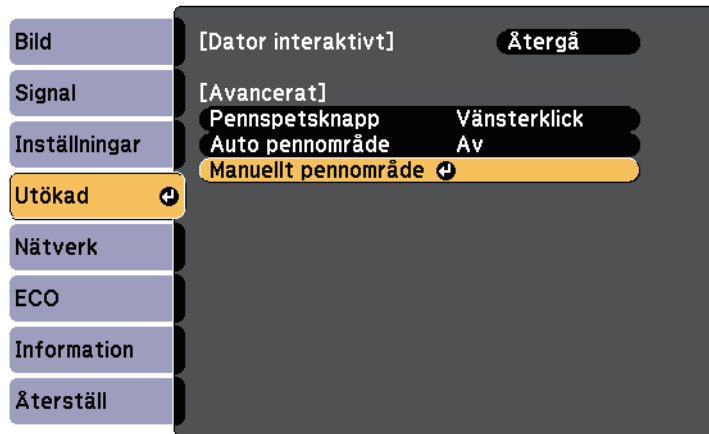 Bild
Signal
Inställningar
Utökad
Nätverk
ECO
Information
Återställ
[Dator interaktivt] Återgå
[Avancerat]
Pennspetsknapp Vänsterklick
Auto pennområde Av
Manuellt pennområde